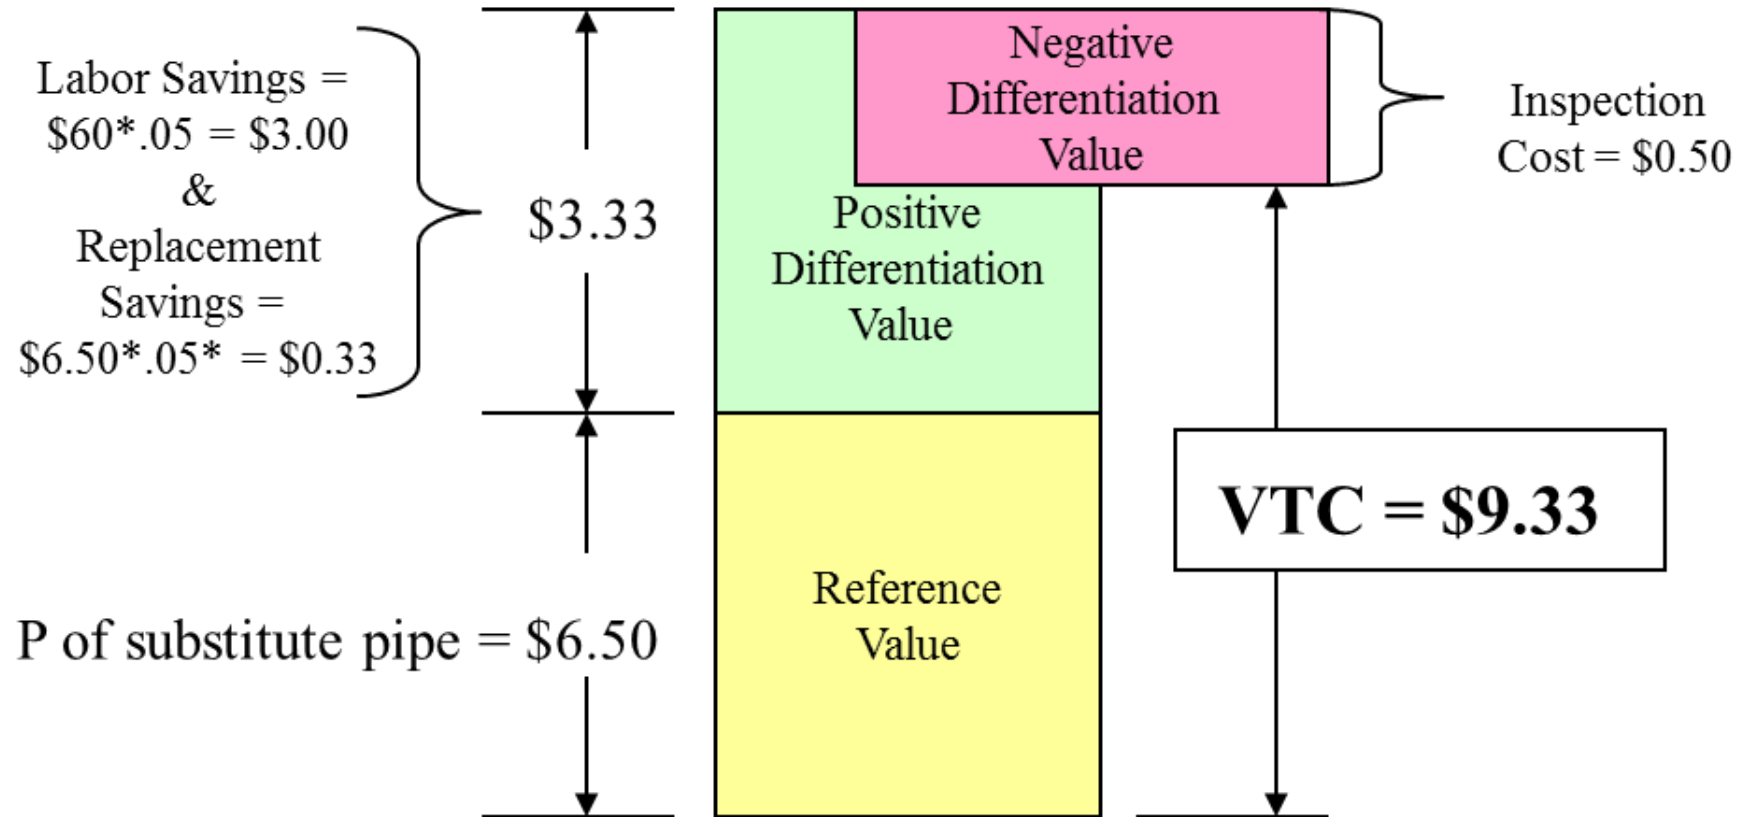 Labor Savings =
$60*.05 = $3.00
&
Replacement
Savings =
$6.50*.05* = $0.33
$3.33
P of substitute pipe = $6.50
Negative
Differentiation
Value
Positive
Differentiation
Value
Reference
Value
Inspection
Cost = $0.50
VTC = $9.33